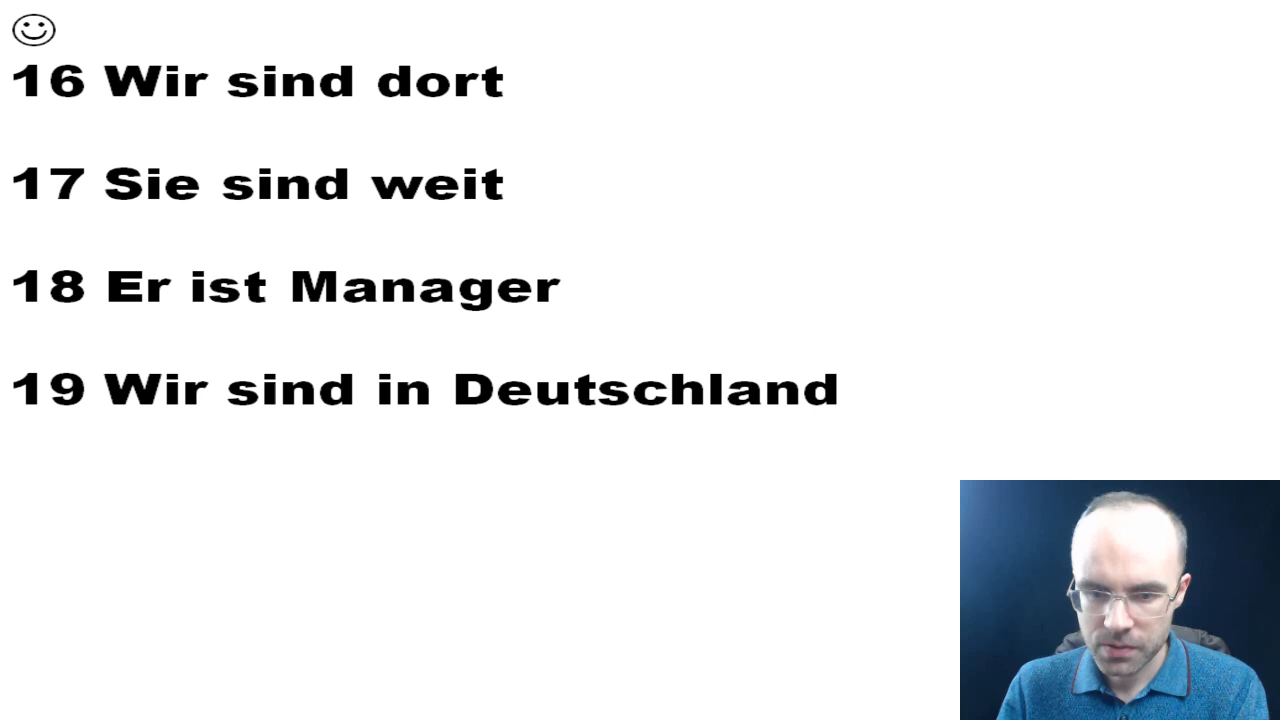 16 Wir sind dort
17 Sie sind weit
18 Er ist Manager
19 Wir sind in Deutschland